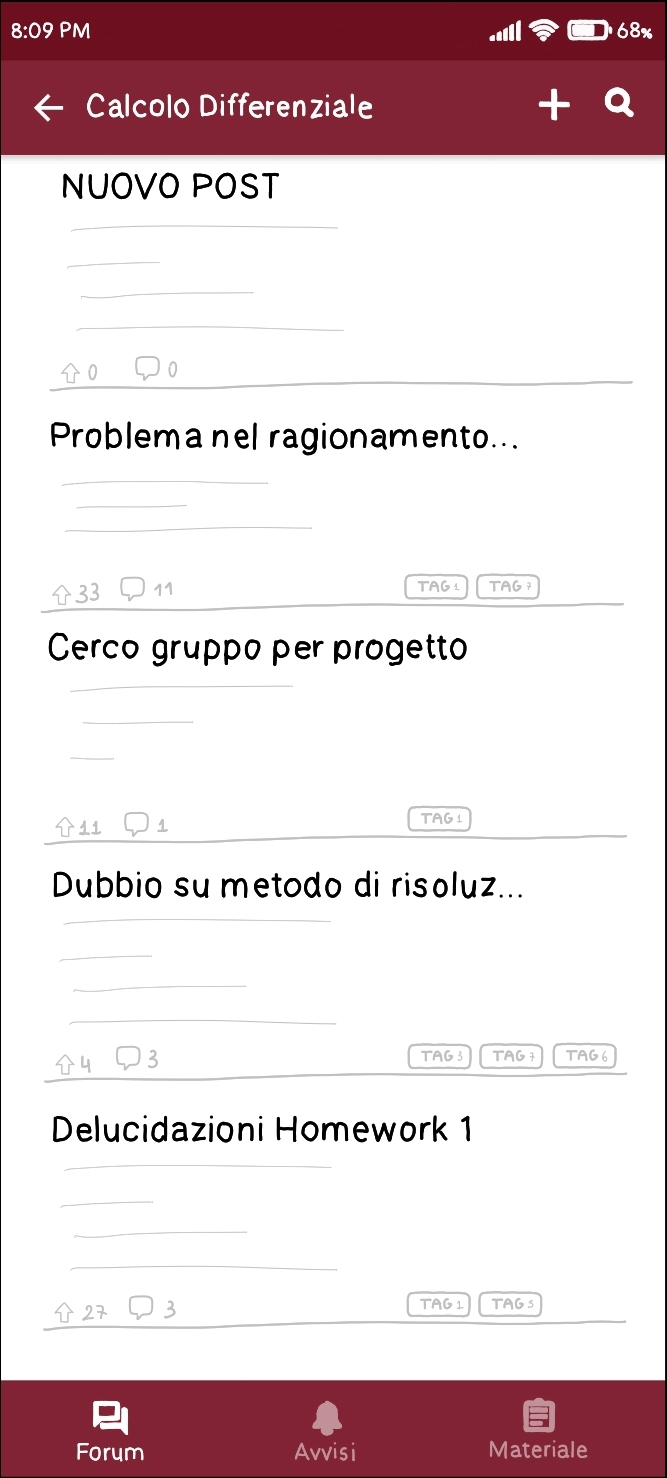 8:09 PM 68%
Calcolo Differenziale
NUOVO POST
0 0
Problema nel ragionamento...
33 11 TAG 1 TAG 7
Cerco gruppo per progetto
11 1 TAG 1
Dubbio su metodo di risoluz...
4 3 TAG 3 TAG 7 TAG 6
Delucidazioni Homework 1
27 3 TAG 1 TAG 5
Forum Avvisi Materiale